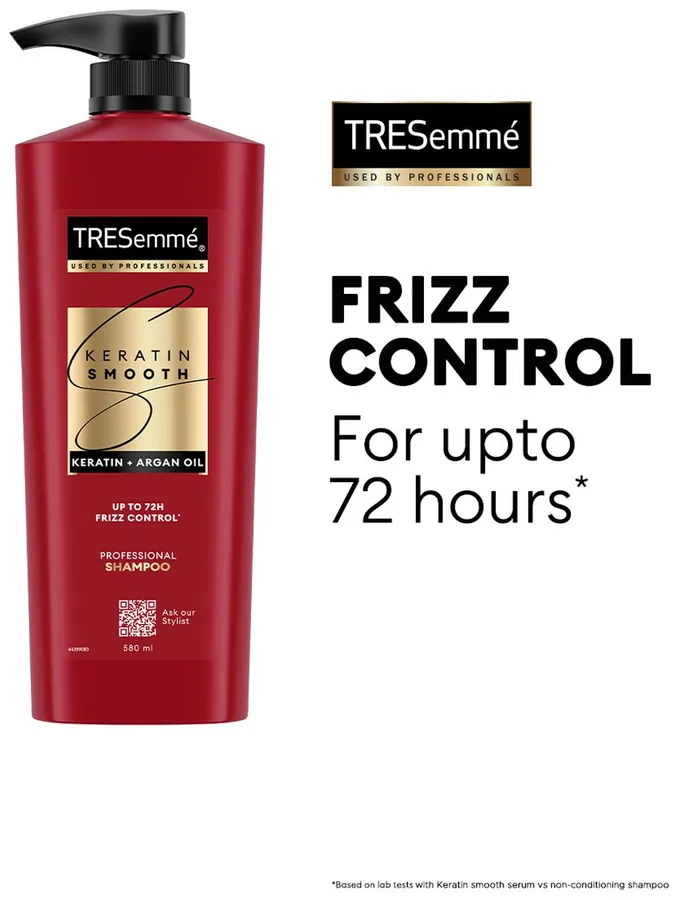 TRESemmé®
USED BY PROFESSIONALS
KERATIN
SMOOTH
KERATIN + ARGAN OIL
UP TO 72H
FRIZZ CONTROL*
PROFESSIONAL
SHAMPOO
Ask our
Stylist
580 ml
TRESemmé
USED BY PROFESSIONALS
FRIZZ
CONTROL
For upto
72 hours*
*Based on lab tests with Keratin smooth serum vs non-conditioning shampoo